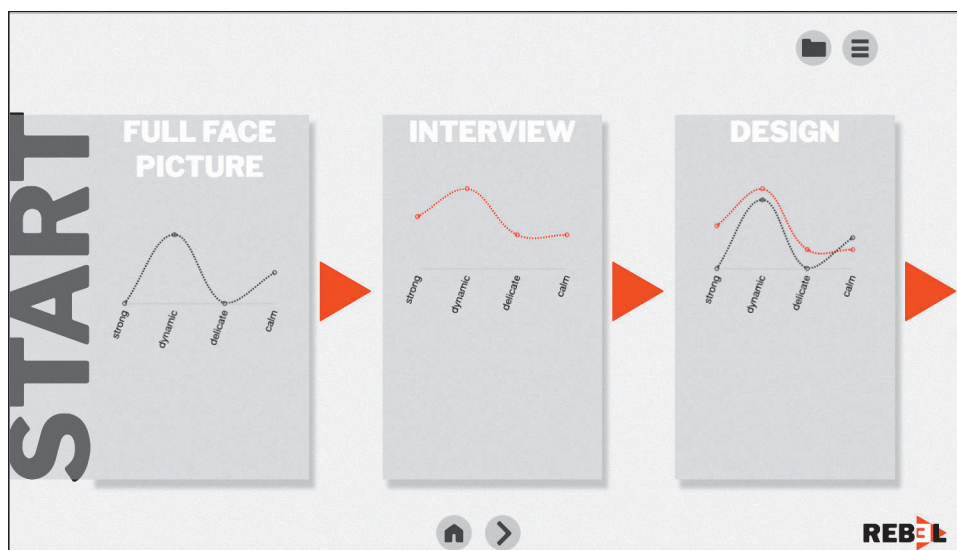 START
FULL FACE
PICTURE
strong
dynamic
delicate
calm
INTERVIEW
strong
dynamic
delicate
calm
DESIGN
strong
dynamic
delicate
calm
REBEL